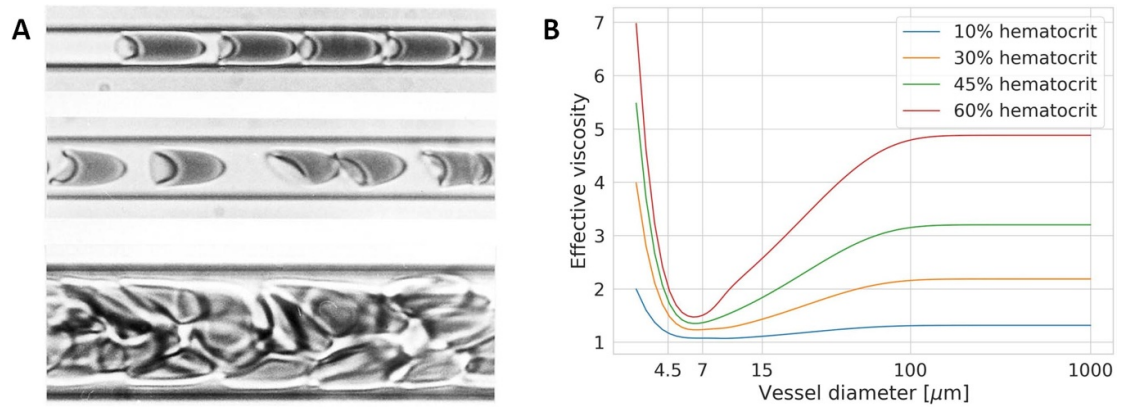 A
B
7
6
5
4
3
2
1
Effective viscosity
10% hematocrit
30% hematocrit
45% hematocrit
60% hematocrit
4.5 7 15 100 1000
Vessel diameter [μm]